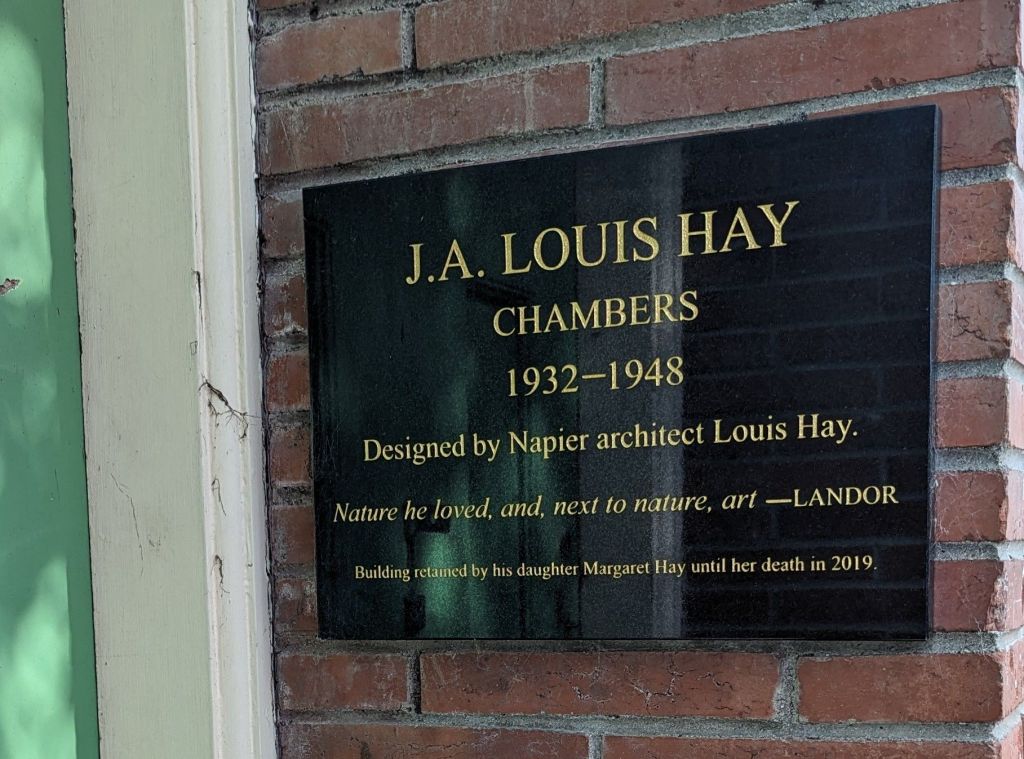 J.A. LOUIS HAY
CHAMBERS
1932–1948
Designed by Napier architect Louis Hay.
Nature he loved, and, next to nature, art —LANDOR
Building retained by his daughter Margaret Hay until her death in 2019.